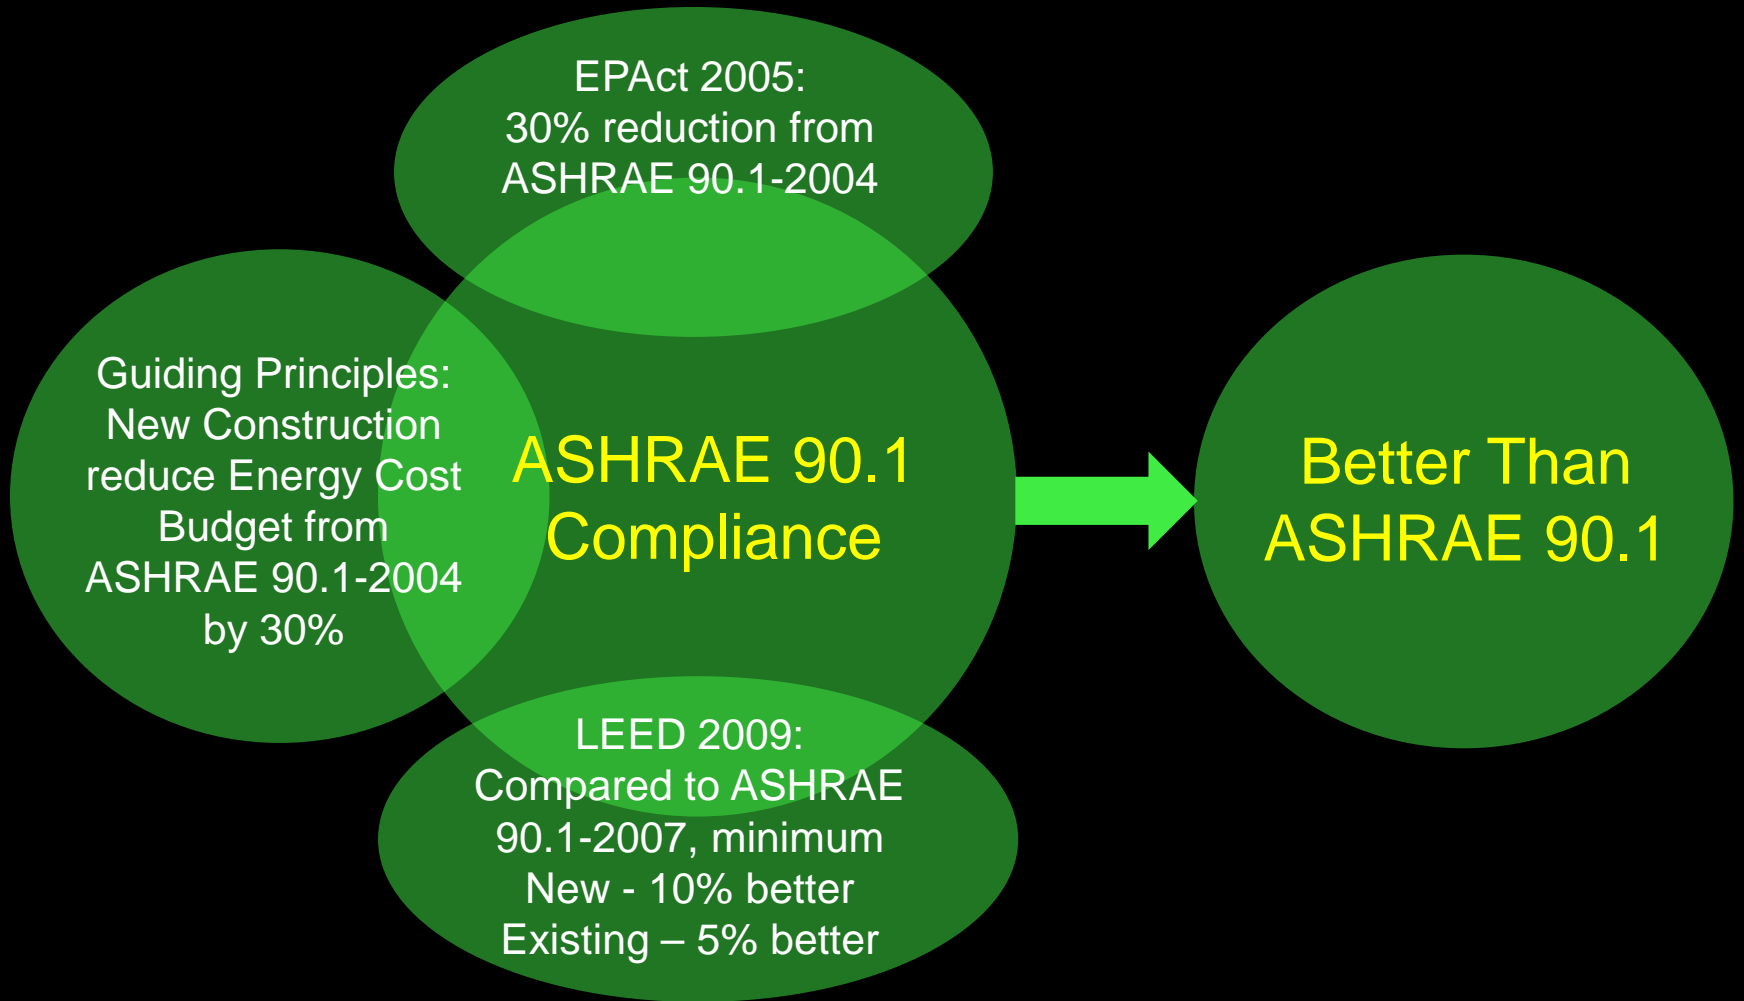 EPAct 2005:
30% reduction from
ASHRAE 90.1-2004
Guiding Principles:
New Construction
reduce Energy Cost
Budget from
ASHRAE 90.1-2004
by 30%
ASHRAE 90.1
Compliance
Better Than
ASHRAE 90.1
LEED 2009:
Compared to ASHRAE
90.1-2007, minimum
New - 10% better
Existing – 5% better